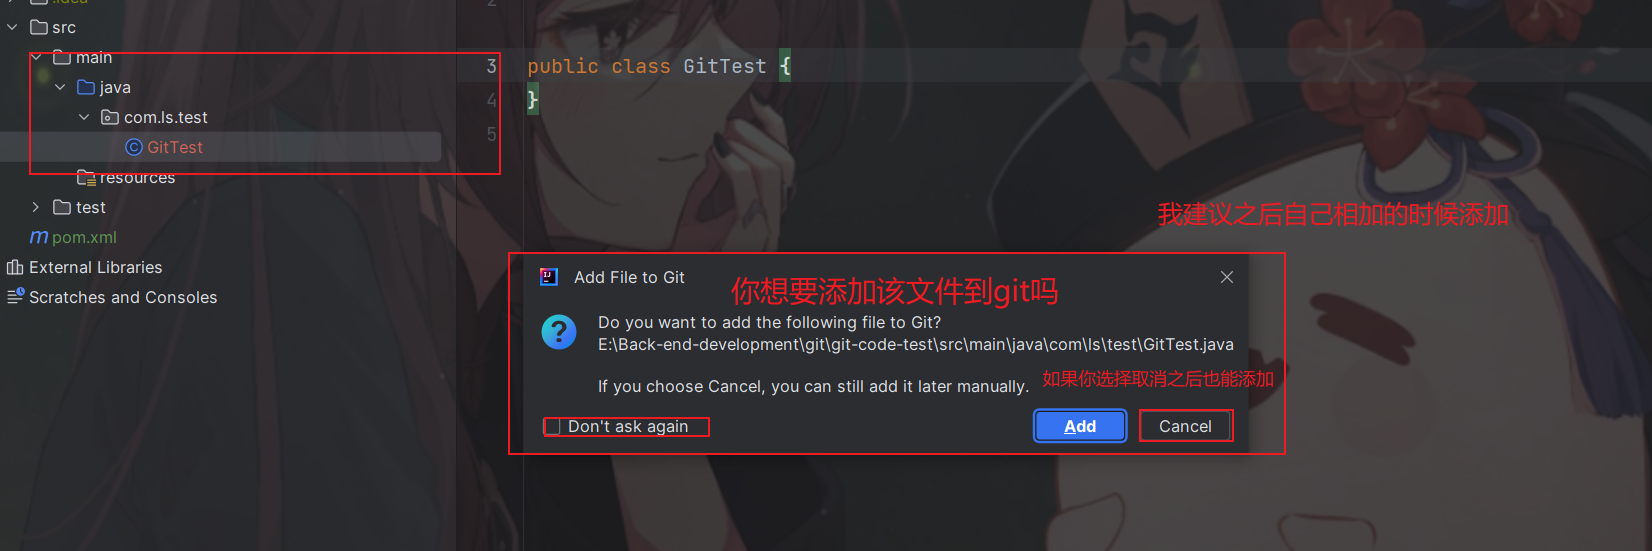 .idea
src
main
java
com.ls.test
GitTest
resources
test
pom.xml
External Libraries
Scratches and Consoles
2
3 public class GitTest {
4 }
5
我建议之后自己相加的时候添加
Add File to Git
你想要添加该文件到git吗
Do you want to add the following file to Git?
E:\Back-end-development\git\git-code-test\src\main\java\com\ls\test\GitTest.java
If you choose Cancel, you can still add it later manually.
如果你选择取消之后也能添加
Don't ask again
Add
Cancel